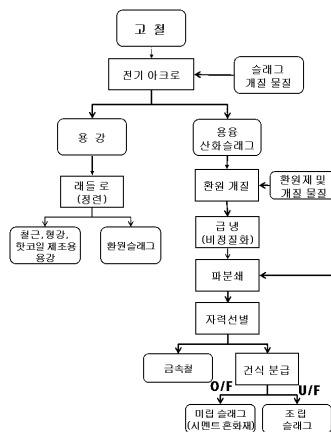 고 철
전기 아크로
슬래그
개질 물질
용 강
용융
산화슬래그
래들 로
(정련)
환원 개질
환원제 및
개질 물질
철근, 형강,
핫코일 제조용
용강
환원슬래그
급 냉
(비정질화)
파분쇄
자력선별
금속철
건식 분급
O/F
U/F
미립 슬래그
(시멘트 혼화재)
조립
슬래그